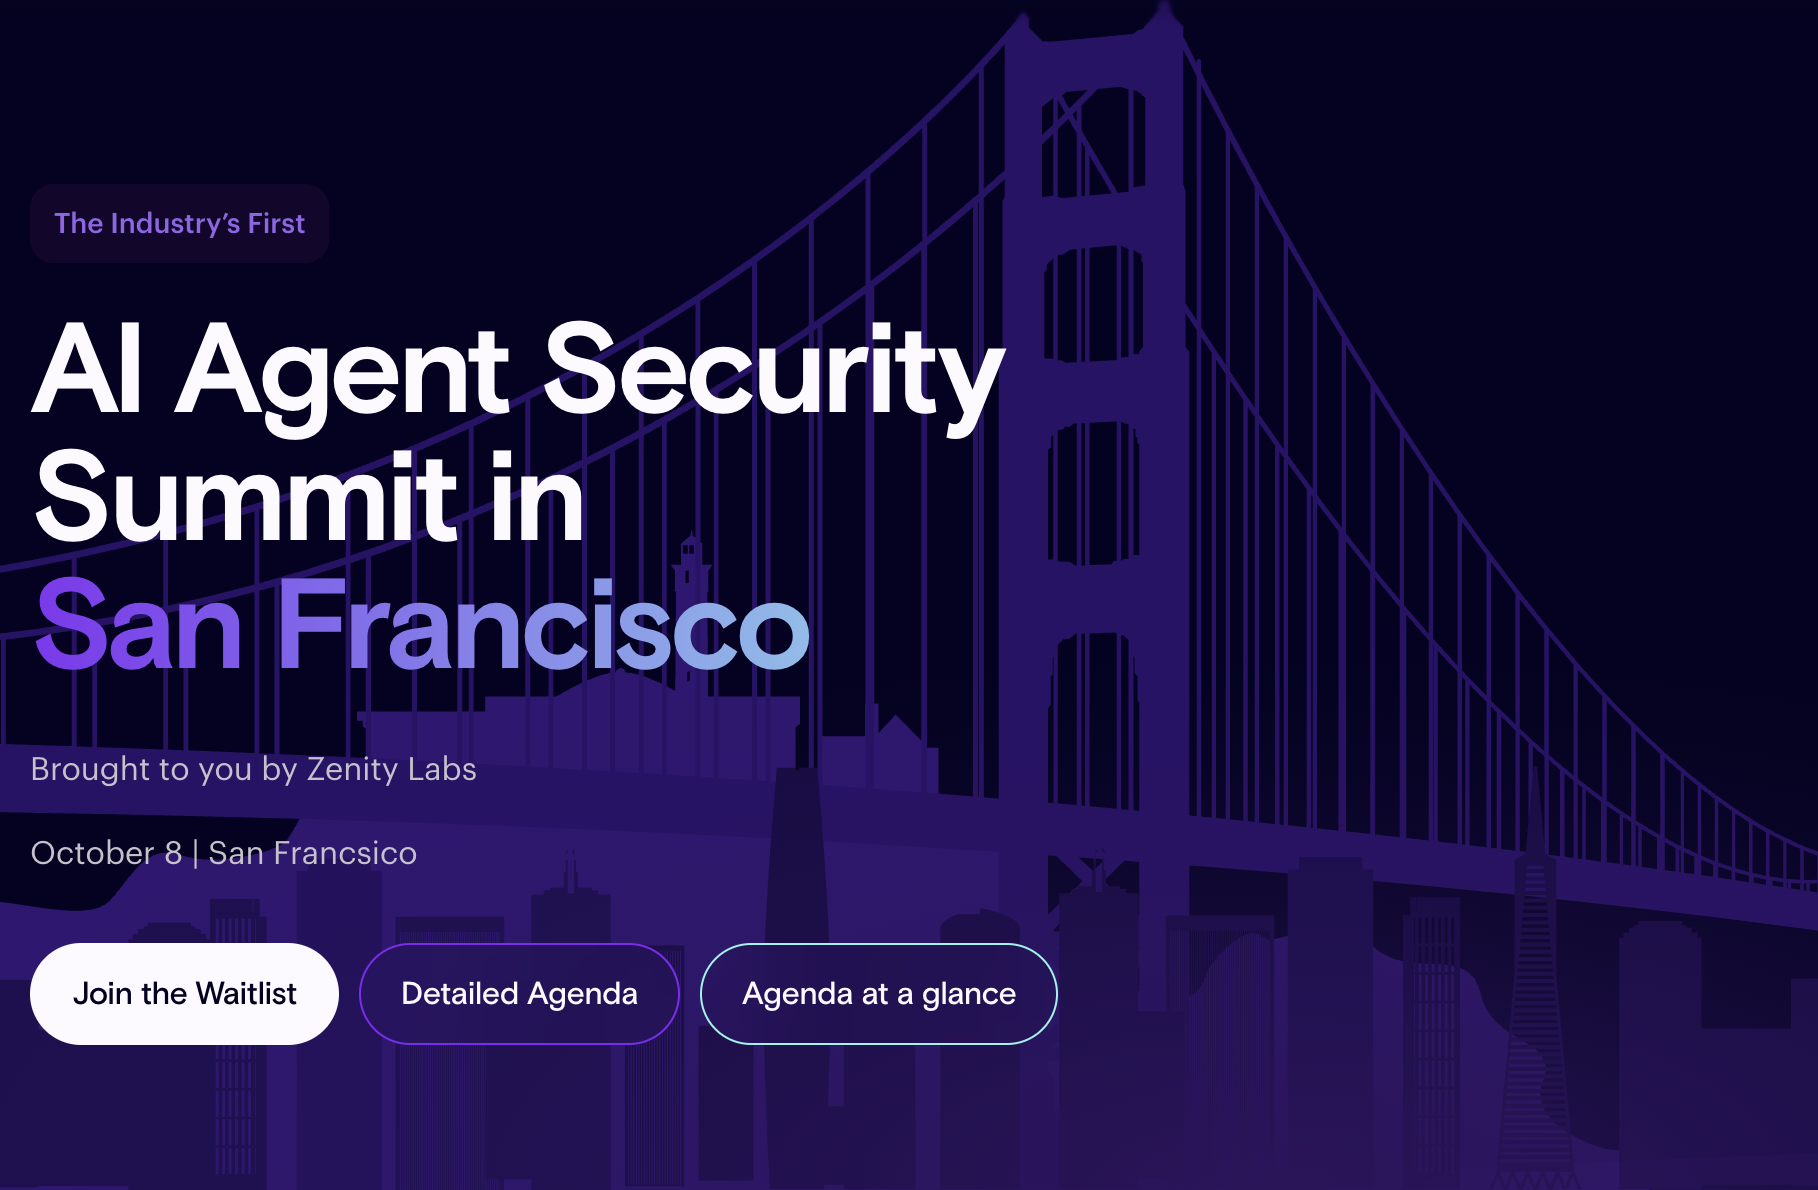 The Industry’s First
AI Agent Security
Summit in
San Francisco
Brought to you by Zenity Labs
October 8 | San Francsico
Join the Waitlist
Detailed Agenda
Agenda at a glance